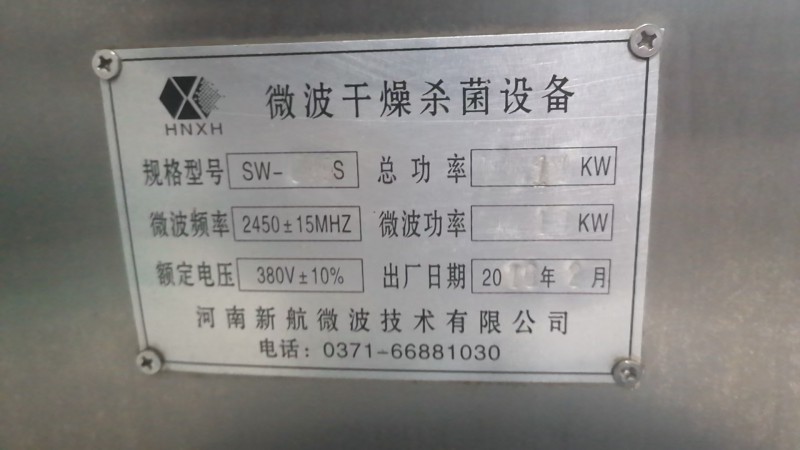 HNXH
微波干燥杀菌设备
规格型号 SW- S 总功率 KW
微波频率 2450±15MHZ 微波功率 KW
额定电压 380V±10% 出厂日期 20 年 月
河南新航微波技术有限公司
电话：0371-66881030